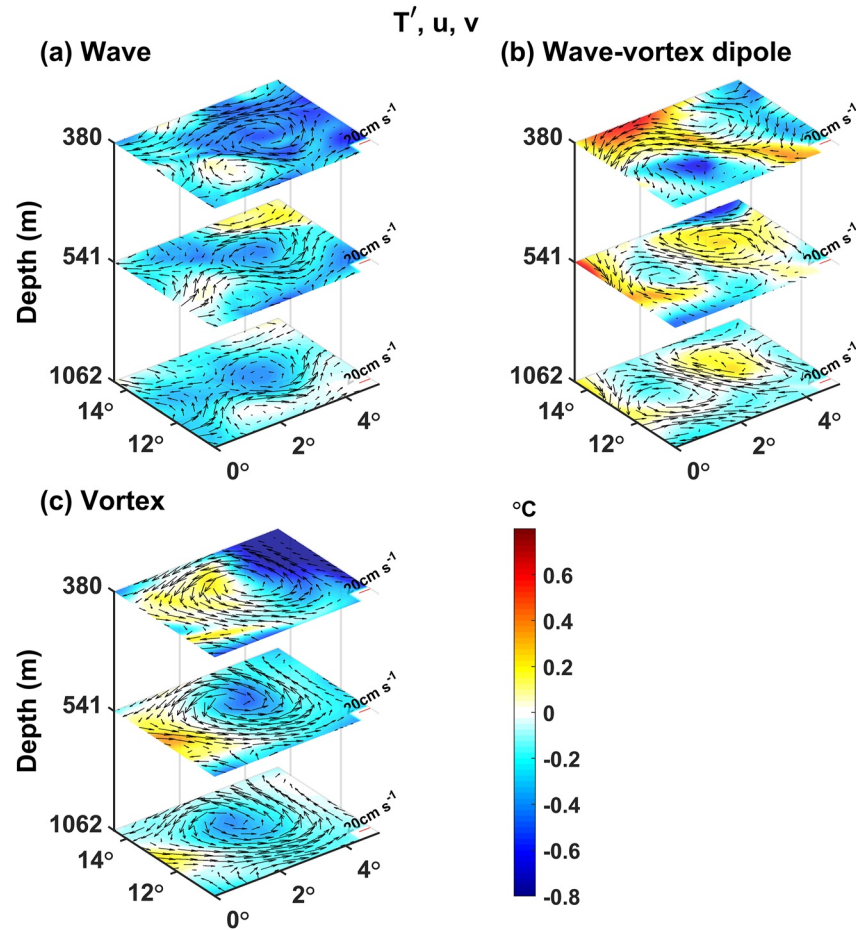 T′, u, v
(a) Wave
380
541
1062
Depth (m)
20cm s-1
20cm s-1
20cm s-1
14°
12°
0°
2°
4°
(b) Wave-vortex dipole
380
541
1062
20cm s-1
20cm s-1
20cm s-1
14°
12°
0°
2°
4°
(c) Vortex
380
541
1062
Depth (m)
20cm s-1
20cm s-1
20cm s-1
14°
12°
0°
2°
4°
°C
0.6
0.4
0.2
0
-0.2
-0.4
-0.6
-0.8